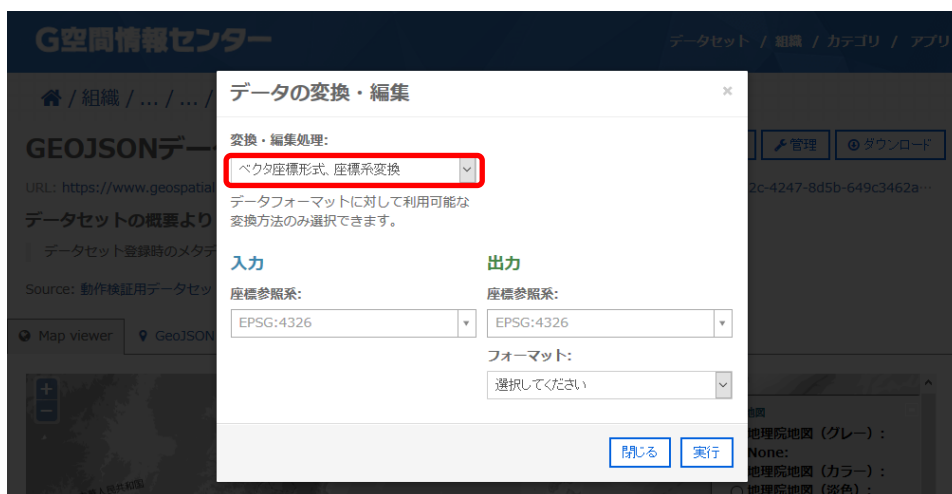 G空間情報センター
データセット / 組織 / カテゴリ / アプリ
/ 組織 / ... / ... /
データの変換・編集
×
GEOJSONデー
管理
ダウンロード
変換・編集処理:
ベクタ座標形式、座標系変換
URL: https://www.geospatial
2c-4247-8d5b-649c3462a…
データフォーマットに対して利用可能な
変換方法のみ選択できます。
データセットの概要より
データセット登録時のメタデ
入力
出力
Source: 動作検証用データセッ
座標参照系:
座標参照系:
EPSG:4326
EPSG:4326
Map viewer
GeoJSON
フォーマット:
選択してください
+
地図
地理院地図（グレー）:
None:
地理院地図（カラー）:
地理院地図（淡色）:
閉じる
実行